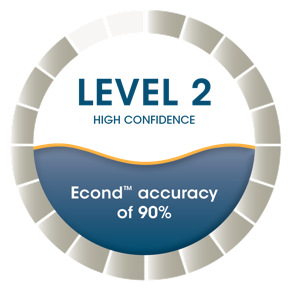 LEVEL 2
HIGH CONFIDENCE
Econd™ accuracy
of 90%